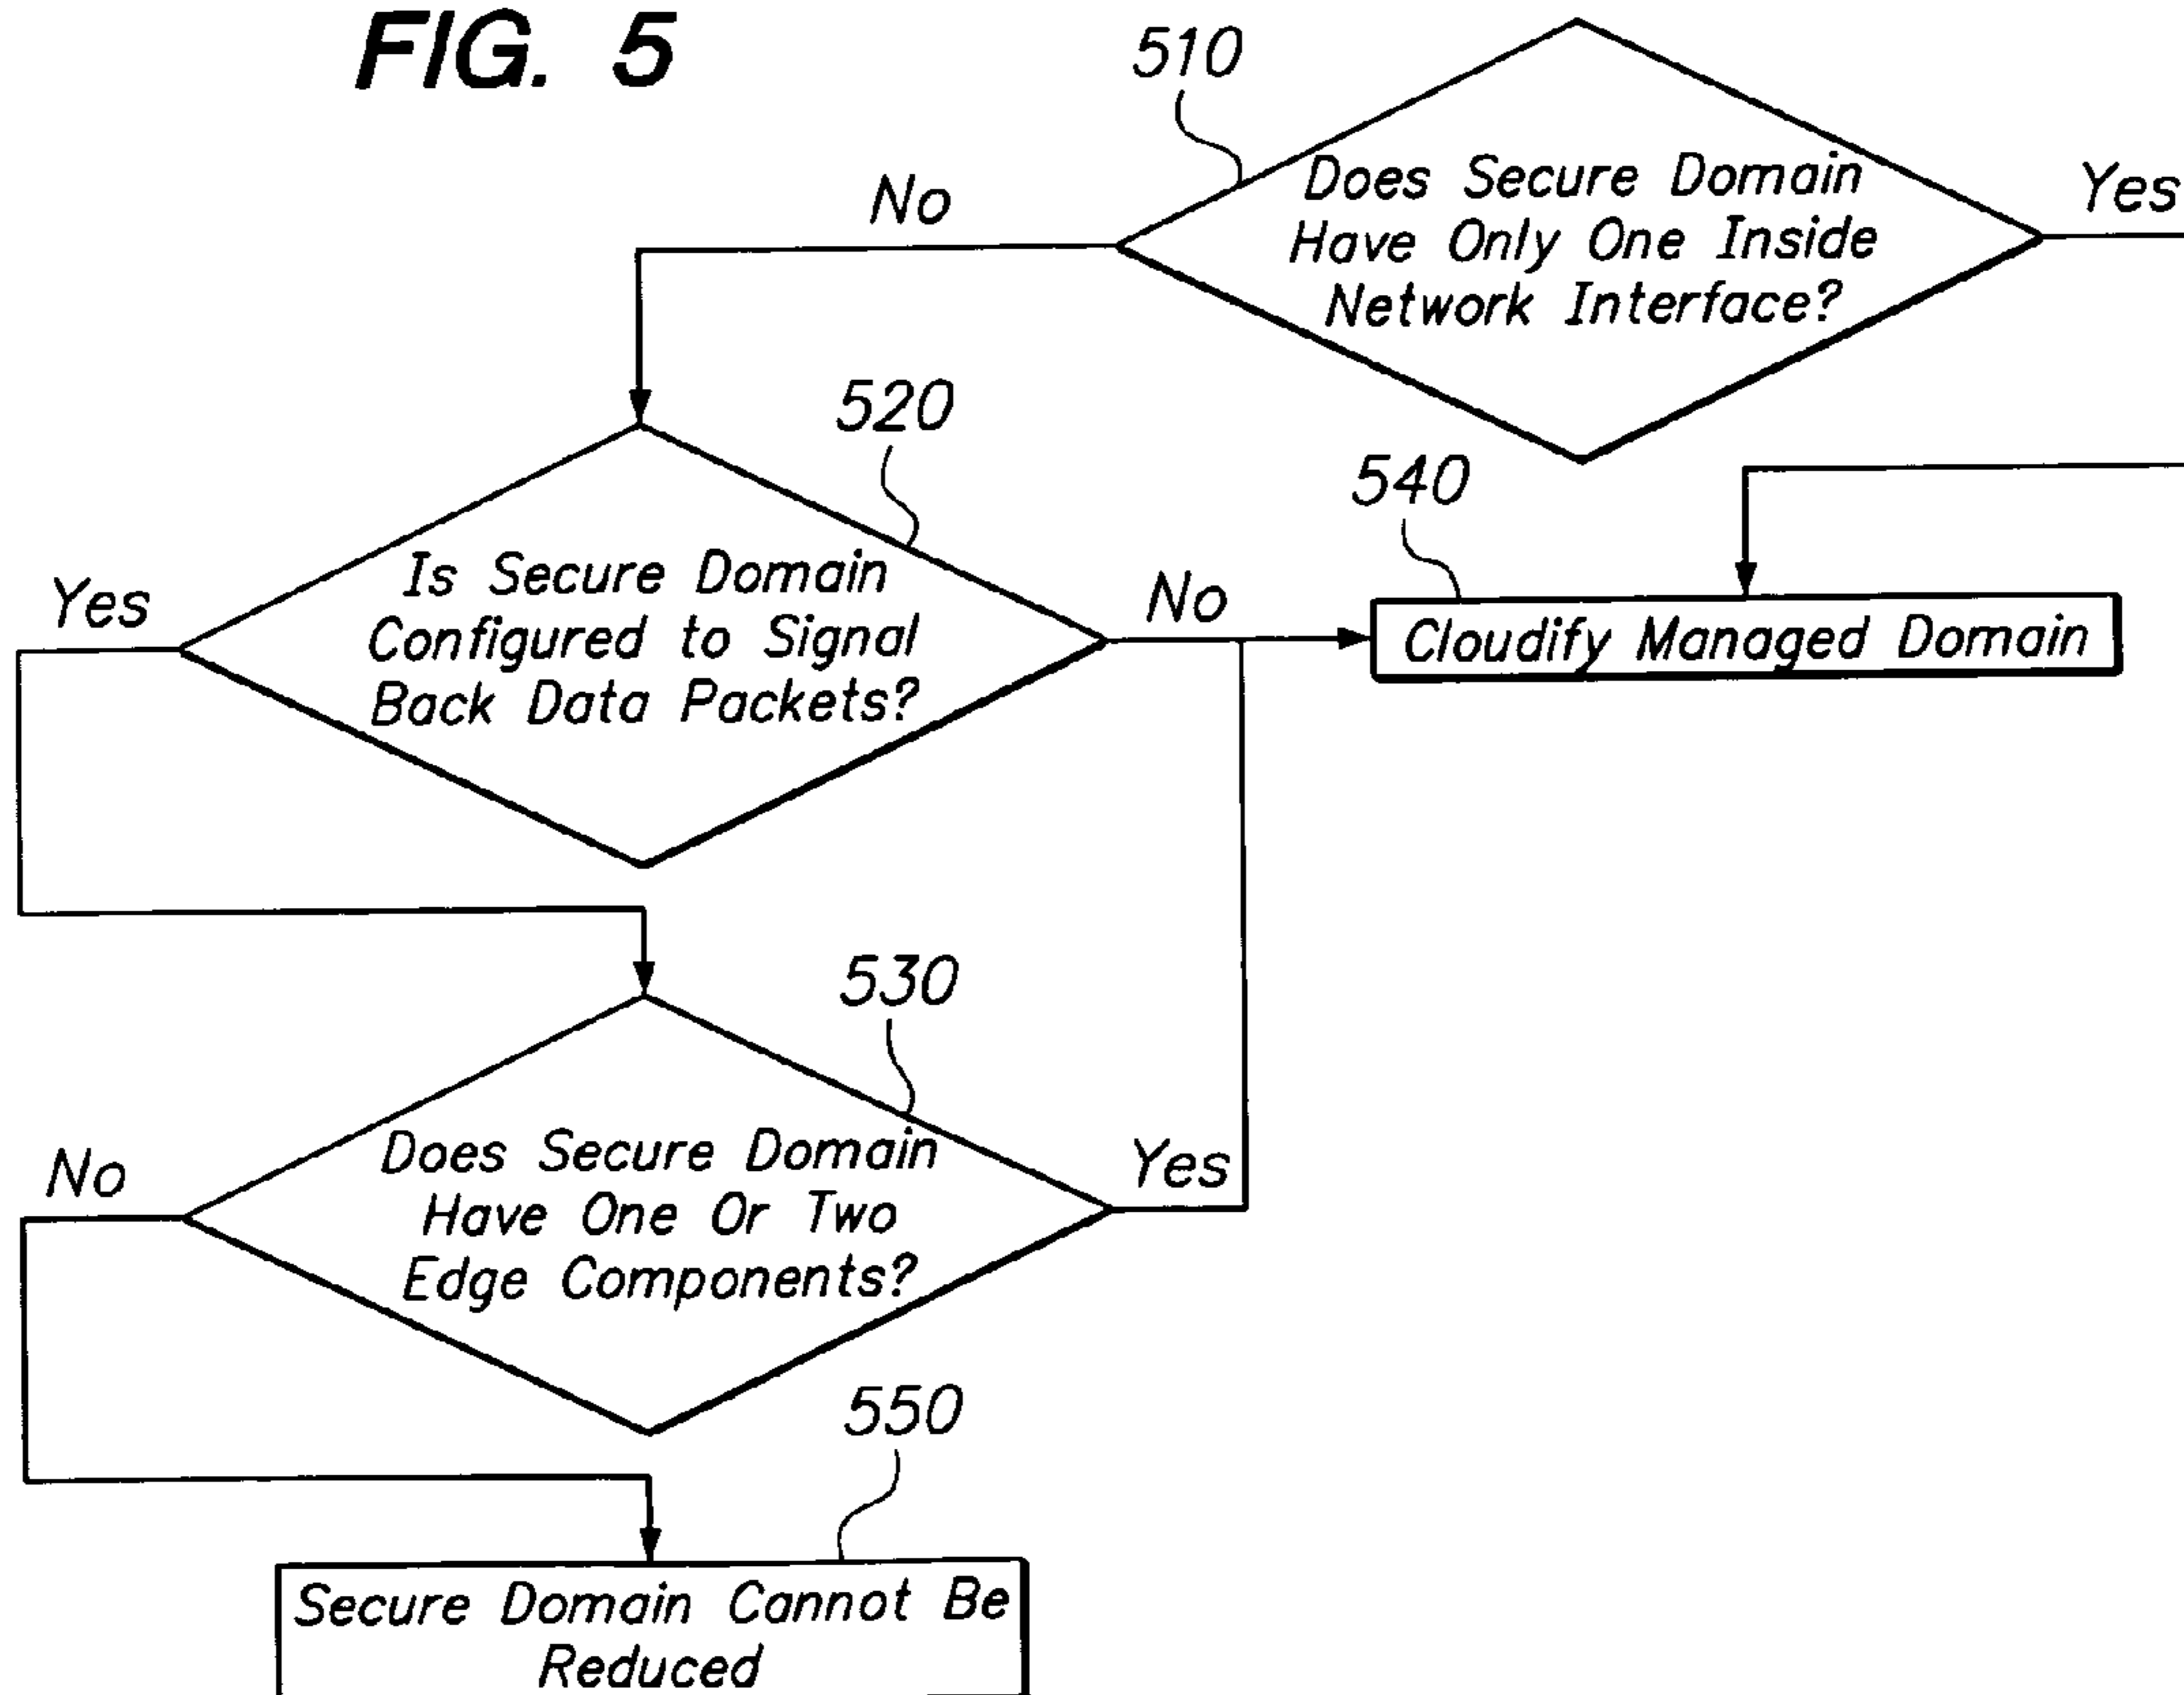 FIG. 5
510
Does Secure Domain
Have Only One Inside
Network Interface?
No
Yes
520
Is Secure Domain
Configured to Signal
Back Data Packets?
Yes
No
540
Cloudify Managed Domain
530
Does Secure Domain
Have One Or Two
Edge Components?
No
Yes
550
Secure Domain Cannot Be
Reduced